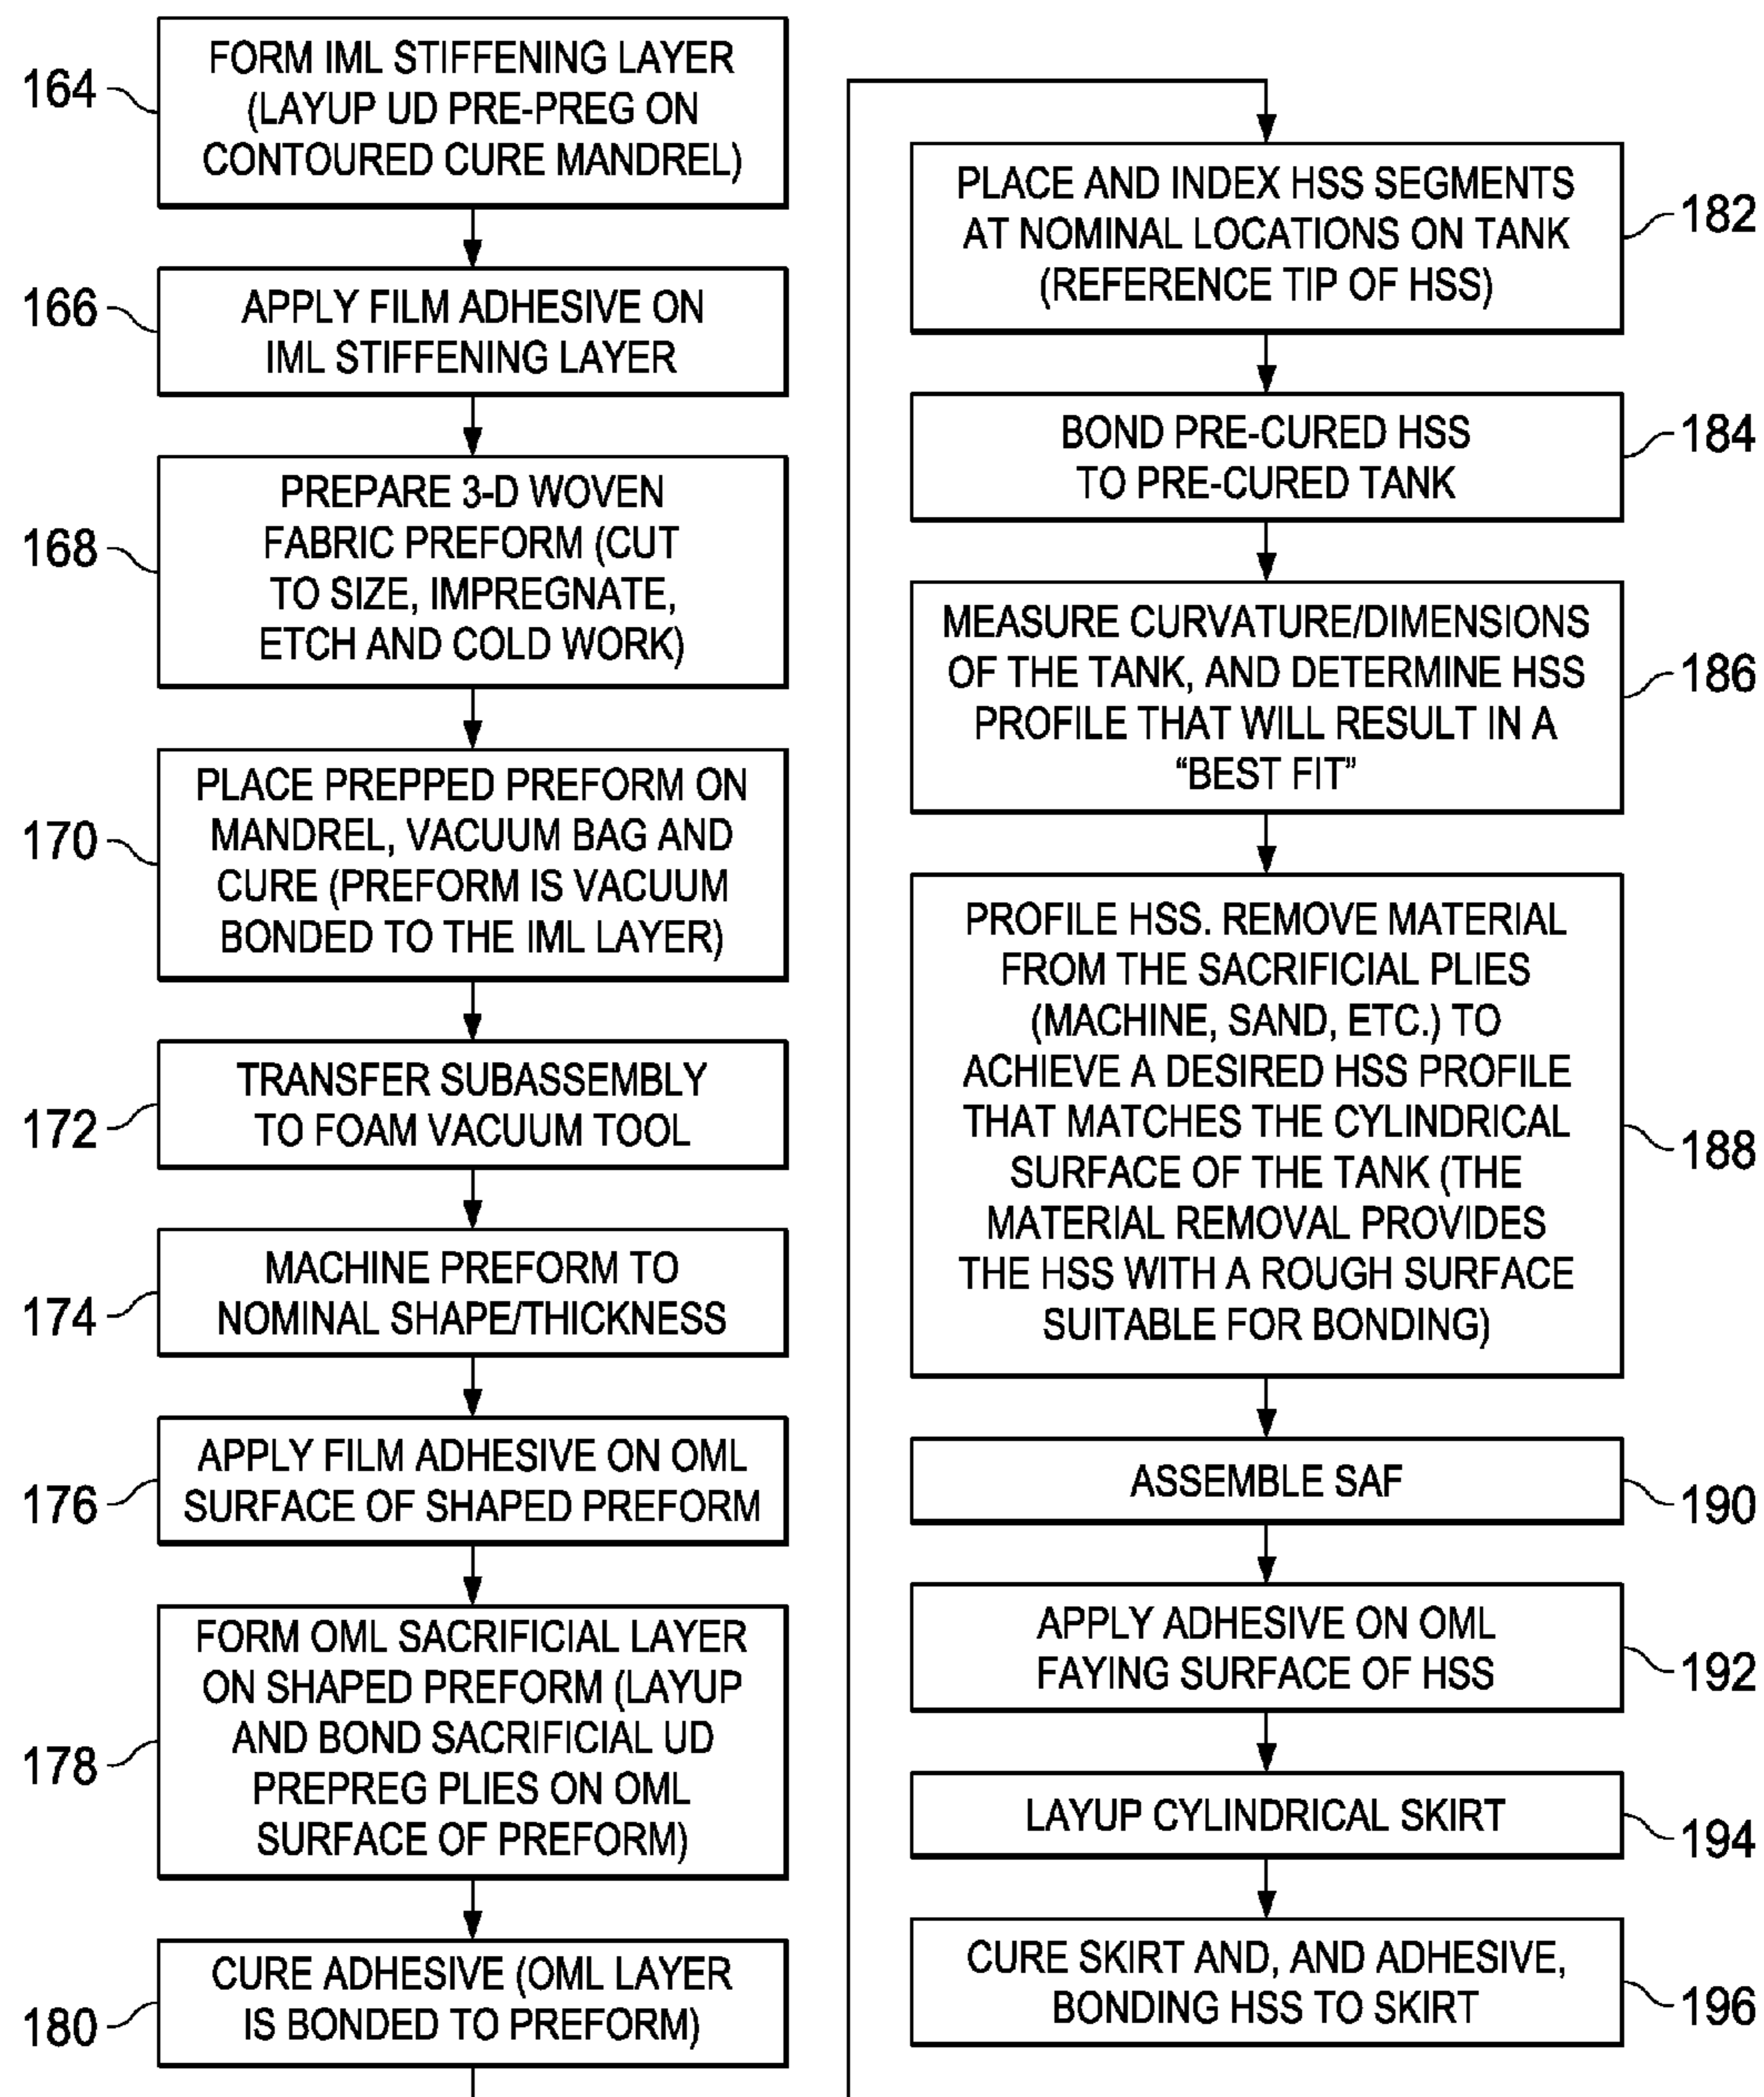 164
FORM IML STIFFENING LAYER
(LAYUP UD PRE-PREG ON
CONTOURED CURE MANDREL)
166
APPLY FILM ADHESIVE ON
IML STIFFENING LAYER
168
PREPARE 3-D WOVEN
FABRIC PREFORM (CUT
TO SIZE, IMPREGNATE,
ETCH AND COLD WORK)
170
PLACE PREPPED PREFORM ON
MANDREL, VACUUM BAG AND
CURE (PREFORM IS VACUUM
BONDED TO THE IML LAYER)
172
TRANSFER SUBASSEMBLY
TO FOAM VACUUM TOOL
174
MACHINE PREFORM TO
NOMINAL SHAPE/THICKNESS
176
APPLY FILM ADHESIVE ON OML
SURFACE OF SHAPED PREFORM
178
FORM OML SACRIFICIAL LAYER
ON SHAPED PREFORM (LAYUP
AND BOND SACRIFICIAL UD
PREPREG PLIES ON OML
SURFACE OF PREFORM)
180
CURE ADHESIVE (OML LAYER
IS BONDED TO PREFORM)
PLACE AND INDEX HSS SEGMENTS
AT NOMINAL LOCATIONS ON TANK
(REFERENCE TIP OF HSS)
182
BOND PRE-CURED HSS
TO PRE-CURED TANK
184
MEASURE CURVATURE/DIMENSIONS
OF THE TANK, AND DETERMINE HSS
PROFILE THAT WILL RESULT IN A
“BEST FIT”
186
PROFILE HSS. REMOVE MATERIAL
FROM THE SACRIFICIAL PLIES
(MACHINE, SAND, ETC.) TO
ACHIEVE A DESIRED HSS PROFILE
THAT MATCHES THE CYLINDRICAL
SURFACE OF THE TANK (THE
MATERIAL REMOVAL PROVIDES
THE HSS WITH A ROUGH SURFACE
SUITABLE FOR BONDING)
188
ASSEMBLE SAF
190
APPLY ADHESIVE ON OML
FAYING SURFACE OF HSS
192
LAYUP CYLINDRICAL SKIRT
194
CURE SKIRT AND, AND ADHESIVE,
BONDING HSS TO SKIRT
196